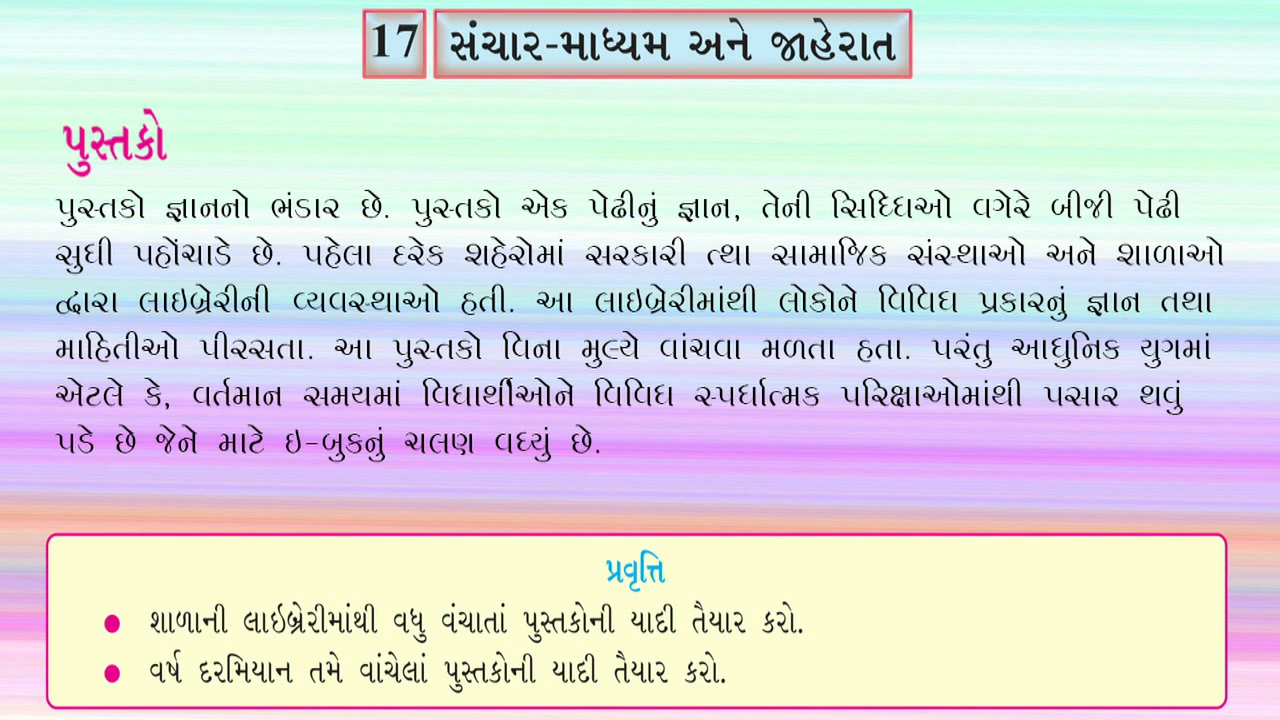 17 સંચાર-માધ્યમ અને જાહેરાત
પુસ્તકો
પુસ્તકો જ્ઞાનનો ભંડાર છે. પુસ્તકો એક પેઢીનું જ્ઞાન, તેની સિદિઘઓ વગેરે બીજી પેઢી
સુધી પહોંચાડે છે. પહેલા દરેક શહેરોમાં સરકારી ત્થા સામાજિક સંસ્થાઓ અને શાળાઓ
દ્વારા લાઇબ્રેરીની વ્યવસ્થાઓ હતી. આ લાઇબ્રેરીમાંથી લોકોને વિવિઘ પ્રકારનું જ્ઞાન તથા
માહિતીઓ પીરસતા. આ પુસ્તકો વિના મુલ્યે વાંચવા મળતા હતા. પરંતુ આધુનિક યુગમાં
એટલે કે, વર્તમાન સમયમાં વિઘાર્થીઓને વિવિઘ સ્પર્ધાત્મક પરિક્ષાઓમાંથી પસાર થવું
પડે છે જેને માટે ઇ-બુકનું ચલણ વધ્યું છે.
પ્રવૃત્તિ
• શાળાની લાઇબ્રેરીમાંથી વધુ વંચાતાં પુસ્તકોની યાદી તૈયાર કરો.
• વર્ષ દરમિયાન તમે વાંચેલાં પુસ્તકોની યાદી તૈયાર કરો.